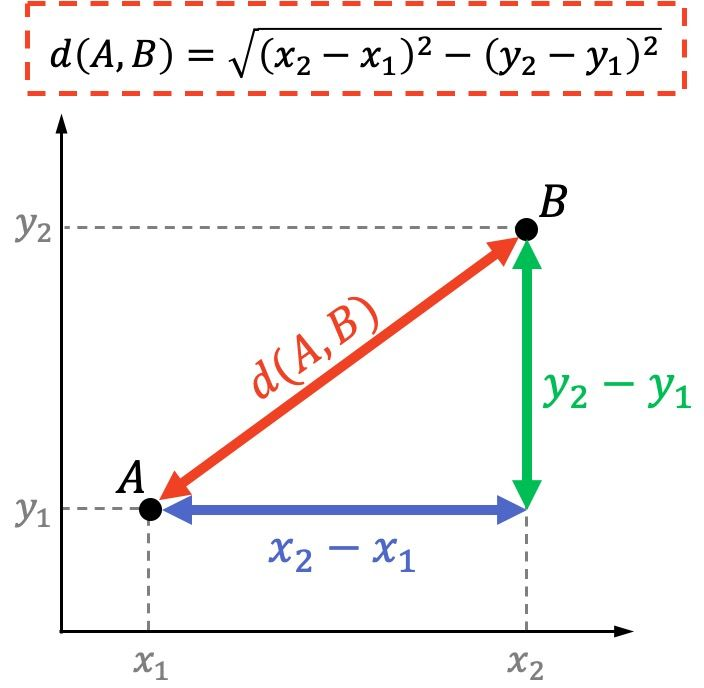 d(A, B) = √(x₂ − x₁)² − (y₂ − y₁)²
y₂
B
d(A, B)
y₂ − y₁
A
y₁
x₂ − x₁
x₁
x₂